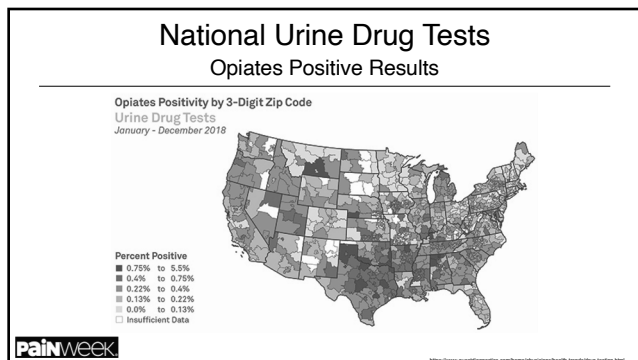 National Urine Drug Tests
Opiates Positive Results
Opiates Positivity by 3-Digit Zip Code
Urine Drug Tests
January - December 2018
Percent Positive
0.75% to 5.5%
0.4% to 0.75%
0.22% to 0.4%
0.13% to 0.22%
0.0% to 0.13%
Insufficient Data
PAINWEEK.